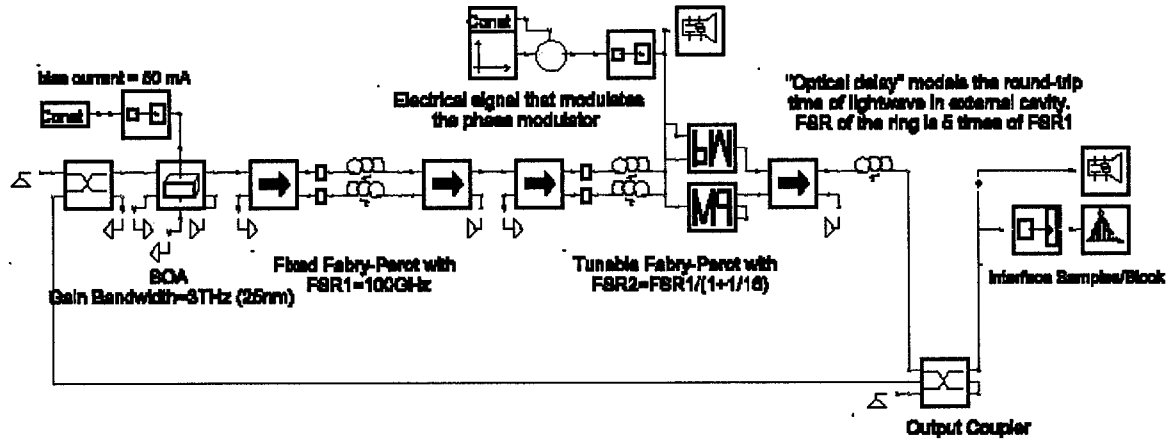 Const
bias current = 50 mA
Const
Electrical signal that modulates
the phase modulator
"Optical delay" models the round-trip
time of lightwave in external cavity.
FSR of the ring is 5 times of FSR1
PM
PM
SOA
Gain Bandwidth=3THz (25nm)
Fixed Fabry-Perot with
FSR1=100GHz
Tunable Fabry-Perot with
FSR2=FSR1/(1+1/16)
Interface Samples/Block
Output Coupler